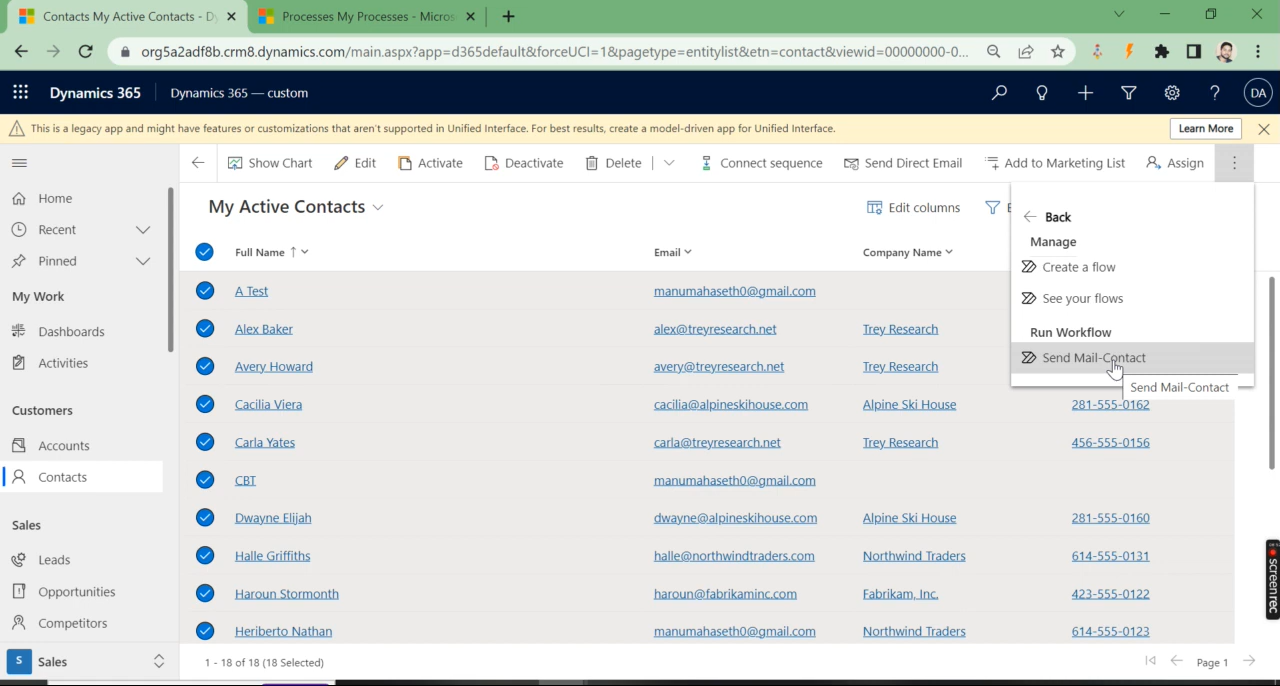 Contacts My Active Contacts - Dy
Processes My Processes - Micros
org5a2adf8b.crm8.dynamics.com/main.aspx?app=d365default&forceUCI=1&pagetype=entitylist&etn=contact&viewid=00000000-0...
Dynamics 365
Dynamics 365 — custom
DA
This is a legacy app and might have features or customizations that aren't supported in Unified Interface. For best results, create a model-driven app for Unified Interface.
Learn More
Show Chart
Edit
Activate
Deactivate
Delete
Connect sequence
Send Direct Email
Add to Marketing List
Assign
Home
Recent
Pinned
My Work
Dashboards
Activities
Customers
Accounts
Contacts
Sales
Leads
Opportunities
Competitors
S Sales
My Active Contacts
Edit columns
E
Back
Manage
Create a flow
See your flows
Run Workflow
Send Mail-Contact
Send Mail-Contact
Full Name ↑ Email Company Name
A Test manumahaseth0@gmail.com
Alex Baker alex@treyresearch.net Trey Research
Avery Howard avery@treyresearch.net Trey Research
Cacilia Viera cacilia@alpineskihouse.com Alpine Ski House 281-555-0162
Carla Yates carla@treyresearch.net Trey Research 456-555-0156
CBT manumahaseth0@gmail.com
Dwayne Elijah dwayne@alpineskihouse.com Alpine Ski House 281-555-0160
Halle Griffiths halle@northwindtraders.com Northwind Traders 614-555-0131
Haroun Stormonth haroun@fabrikaminc.com Fabrikam, Inc. 423-555-0122
Heriberto Nathan manumahaseth0@gmail.com Northwind Traders 614-555-0123
1 - 18 of 18 (18 Selected)
Page 1
screenrec